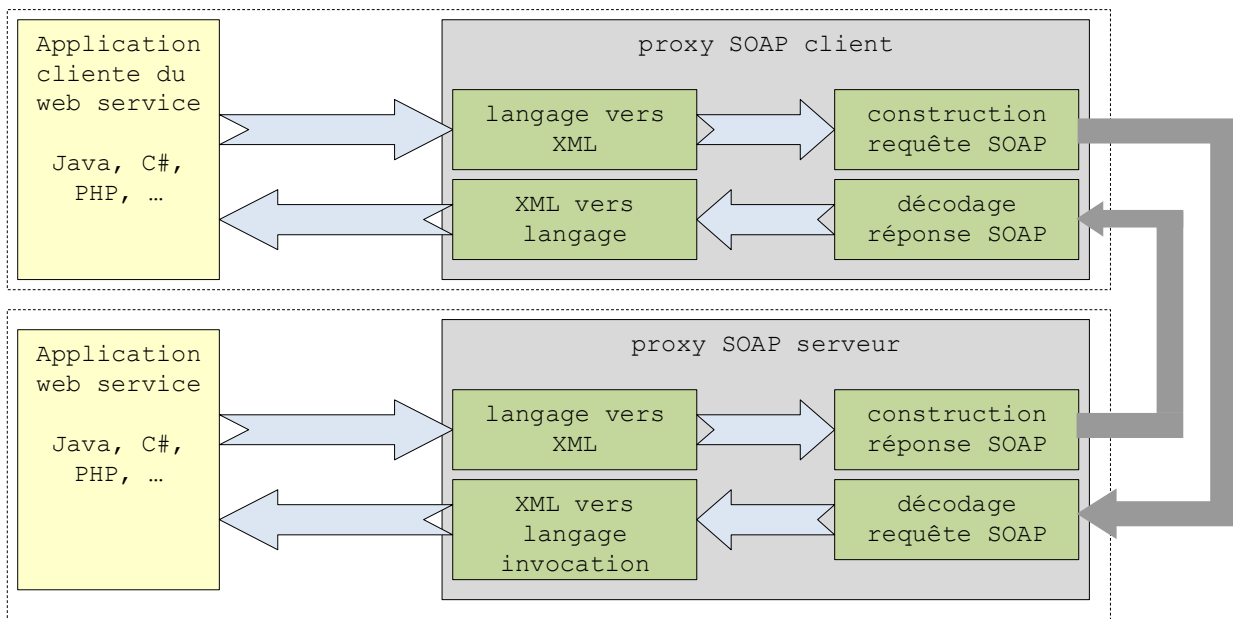 Application
cliente du
web service
Java, C#,
PHP, …
proxy SOAP client
langage vers
XML
construction
requête SOAP
XML vers
langage
décodage
réponse SOAP
Application
web service
Java, C#,
PHP, …
proxy SOAP serveur
langage vers
XML
construction
réponse SOAP
XML vers
langage
invocation
décodage
requête SOAP